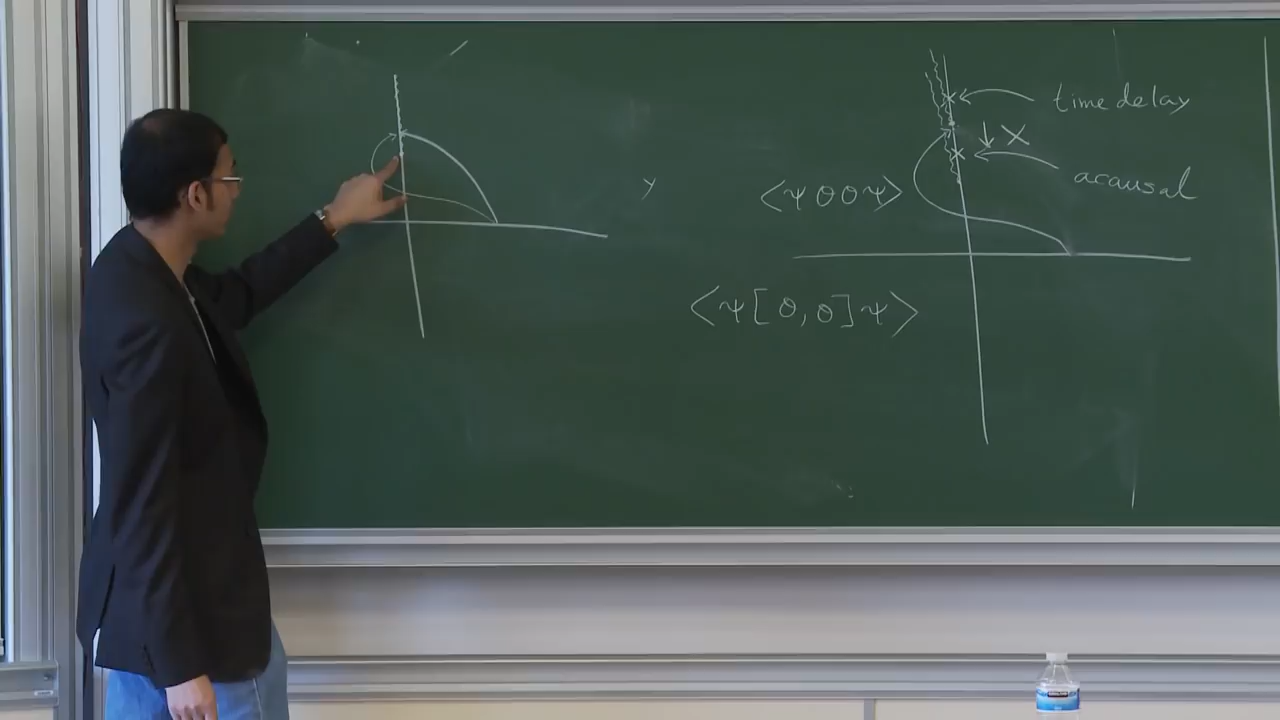 time delay
X
acausal
y
<ψ O O ψ>
<ψ [ O , O ] ψ>